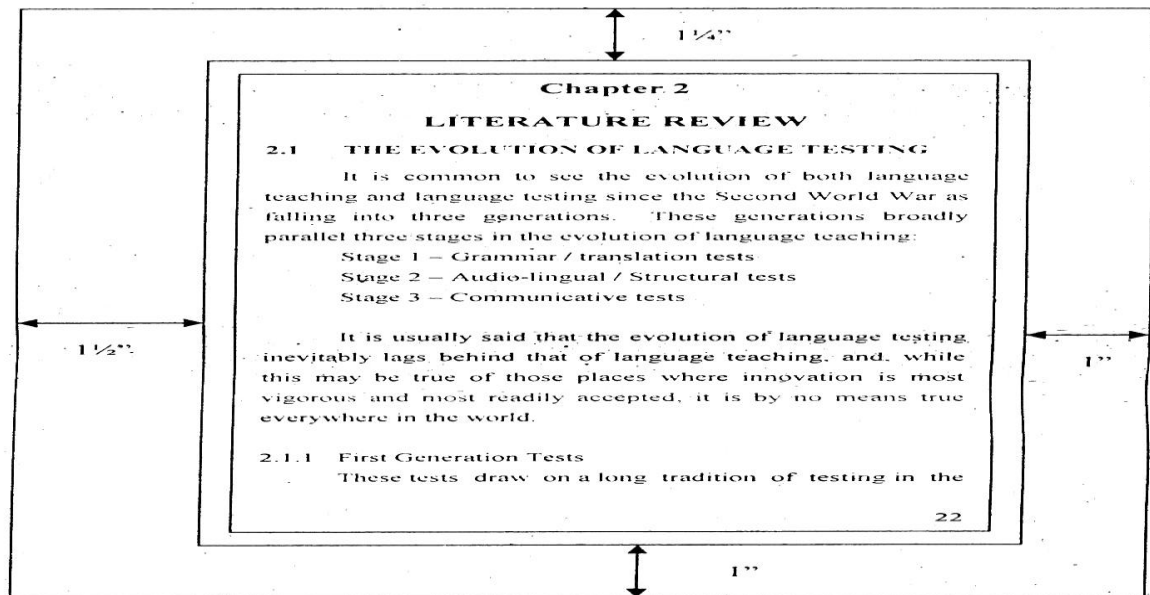 1¼”
Chapter 2
LITERATURE REVIEW
2.1 THE EVOLUTION OF LANGUAGE TESTING
It is common to see the evolution of both language
teaching and language testing since the Second World War as
falling into three generations. These generations broadly
parallel three stages in the evolution of language teaching:
Stage 1 – Grammar / translation tests
Stage 2 – Audio-lingual / Structural tests
Stage 3 – Communicative tests
It is usually said that the evolution of language testing
inevitably lags behind that of language teaching, and, while
this may be true of those places where innovation is most
vigorous and most readily accepted, it is by no means true
everywhere in the world.
2.1.1 First Generation Tests
These tests draw on a long tradition of testing in the
22
1½”
1”
1”